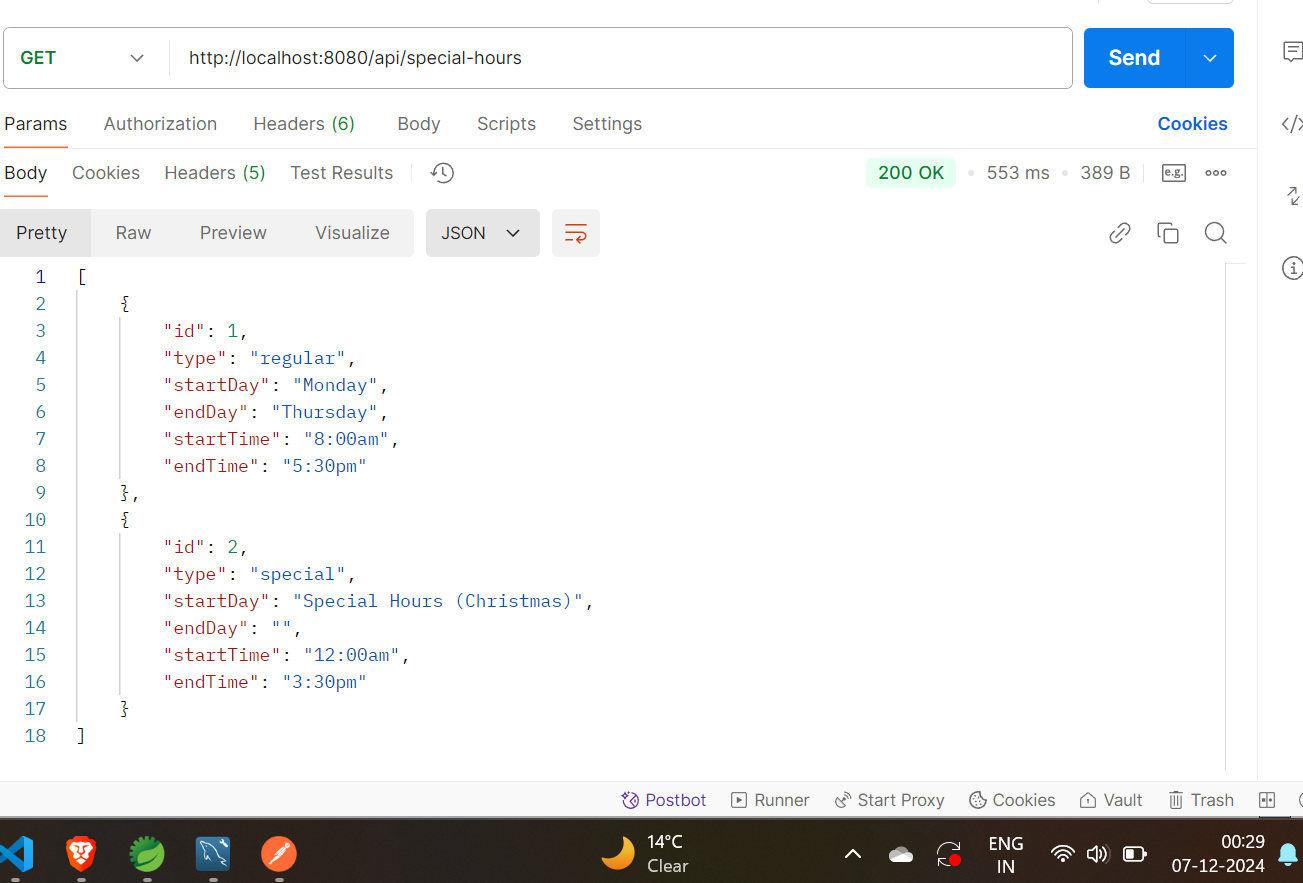 GET http://localhost:8080/api/special-hours Send
Params Authorization Headers (6) Body Scripts Settings Cookies
Body Cookies Headers (5) Test Results 200 OK 553 ms 389 B e.g.
Pretty Raw Preview Visualize JSON
1 [
2 {
3 "id": 1,
4 "type": "regular",
5 "startDay": "Monday",
6 "endDay": "Thursday",
7 "startTime": "8:00am",
8 "endTime": "5:30pm"
9 },
10 {
11 "id": 2,
12 "type": "special",
13 "startDay": "Special Hours (Christmas)",
14 "endDay": "",
15 "startTime": "12:00am",
16 "endTime": "3:30pm"
17 }
18 ]
Postbot Runner Start Proxy Cookies Vault Trash
14°C
Clear
ENG
IN
00:29
07-12-2024